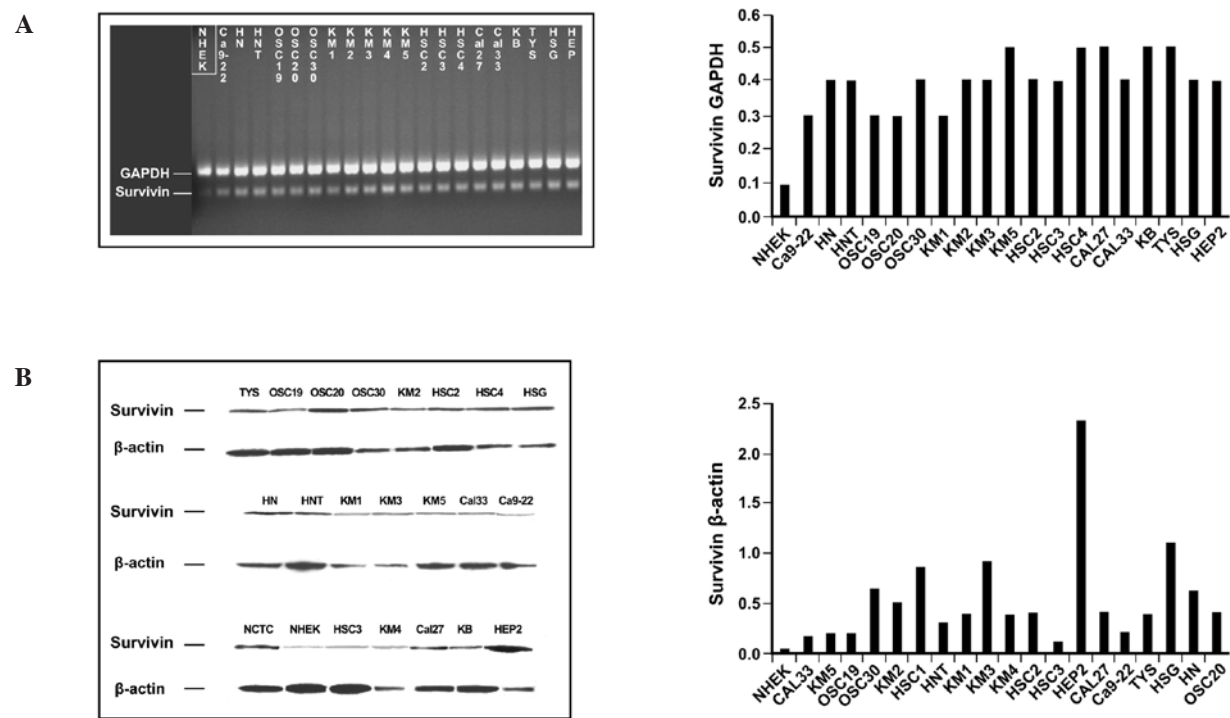 A
NHEK Ca9-22 HN HNT OSC19 OSC20 OSC30 KM1 KM2 KM3 KM4 KM5 HSC2 HSC3 HSC4 Cal27 Cal33 KB TYS HSG HEP
GAPDH
Survivin
Survivin GAPDH
0.6
0.5
0.4
0.3
0.2
0.1
0.0
NHEK Ca9-22 HN HNT OSC19 OSC20 OSC30 KM1 KM2 KM3 KM5 HSC2 HSC3 HSC4 CAL27 CAL33 KB TYS HSG HEP2
B
TYS OSC19 OSC20 OSC30 KM2 HSC2 HSC4 HSG
Survivin
β-actin
HN HNT KM1 KM3 KM5 Cal33 Ca9-22
Survivin
β-actin
NCTC NHEK HSC3 KM4 Cal27 KB HEP2
Survivin
β-actin
Survivin β-actin
2.5
2.0
1.0
0.5
0.0
NHEK CAL33 KM5 OSC19 OSC30 KM2 HSC1 HNT KM1 KM3 KM4 HSC2 HSC3 HEP2 CAL27 Ca9-22 TYS HSG HN OSC20